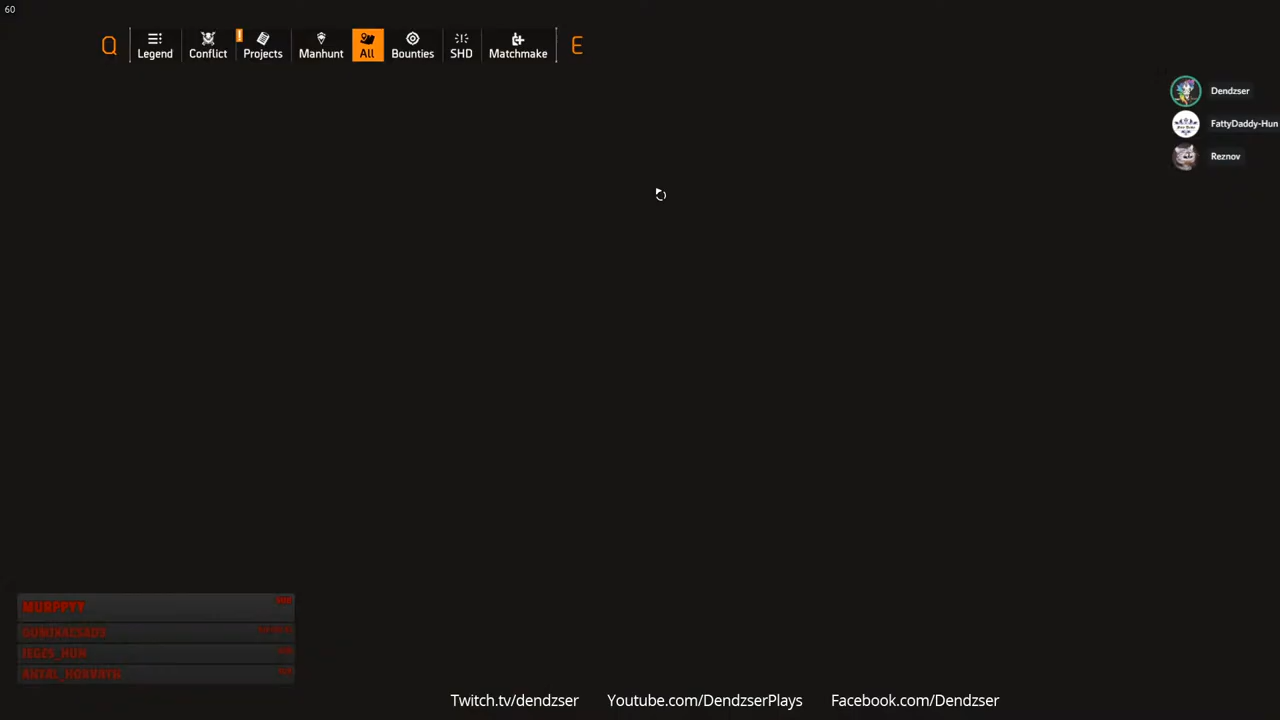 60
Q Legend Conflict Projects Manhunt All Bounties SHD Matchmake E
Dendzser
FattyDaddy-Hun
Reznov
MURPPYY
Twitch.tv/dendzser Youtube.com/DendzserPlays Facebook.com/Dendzser